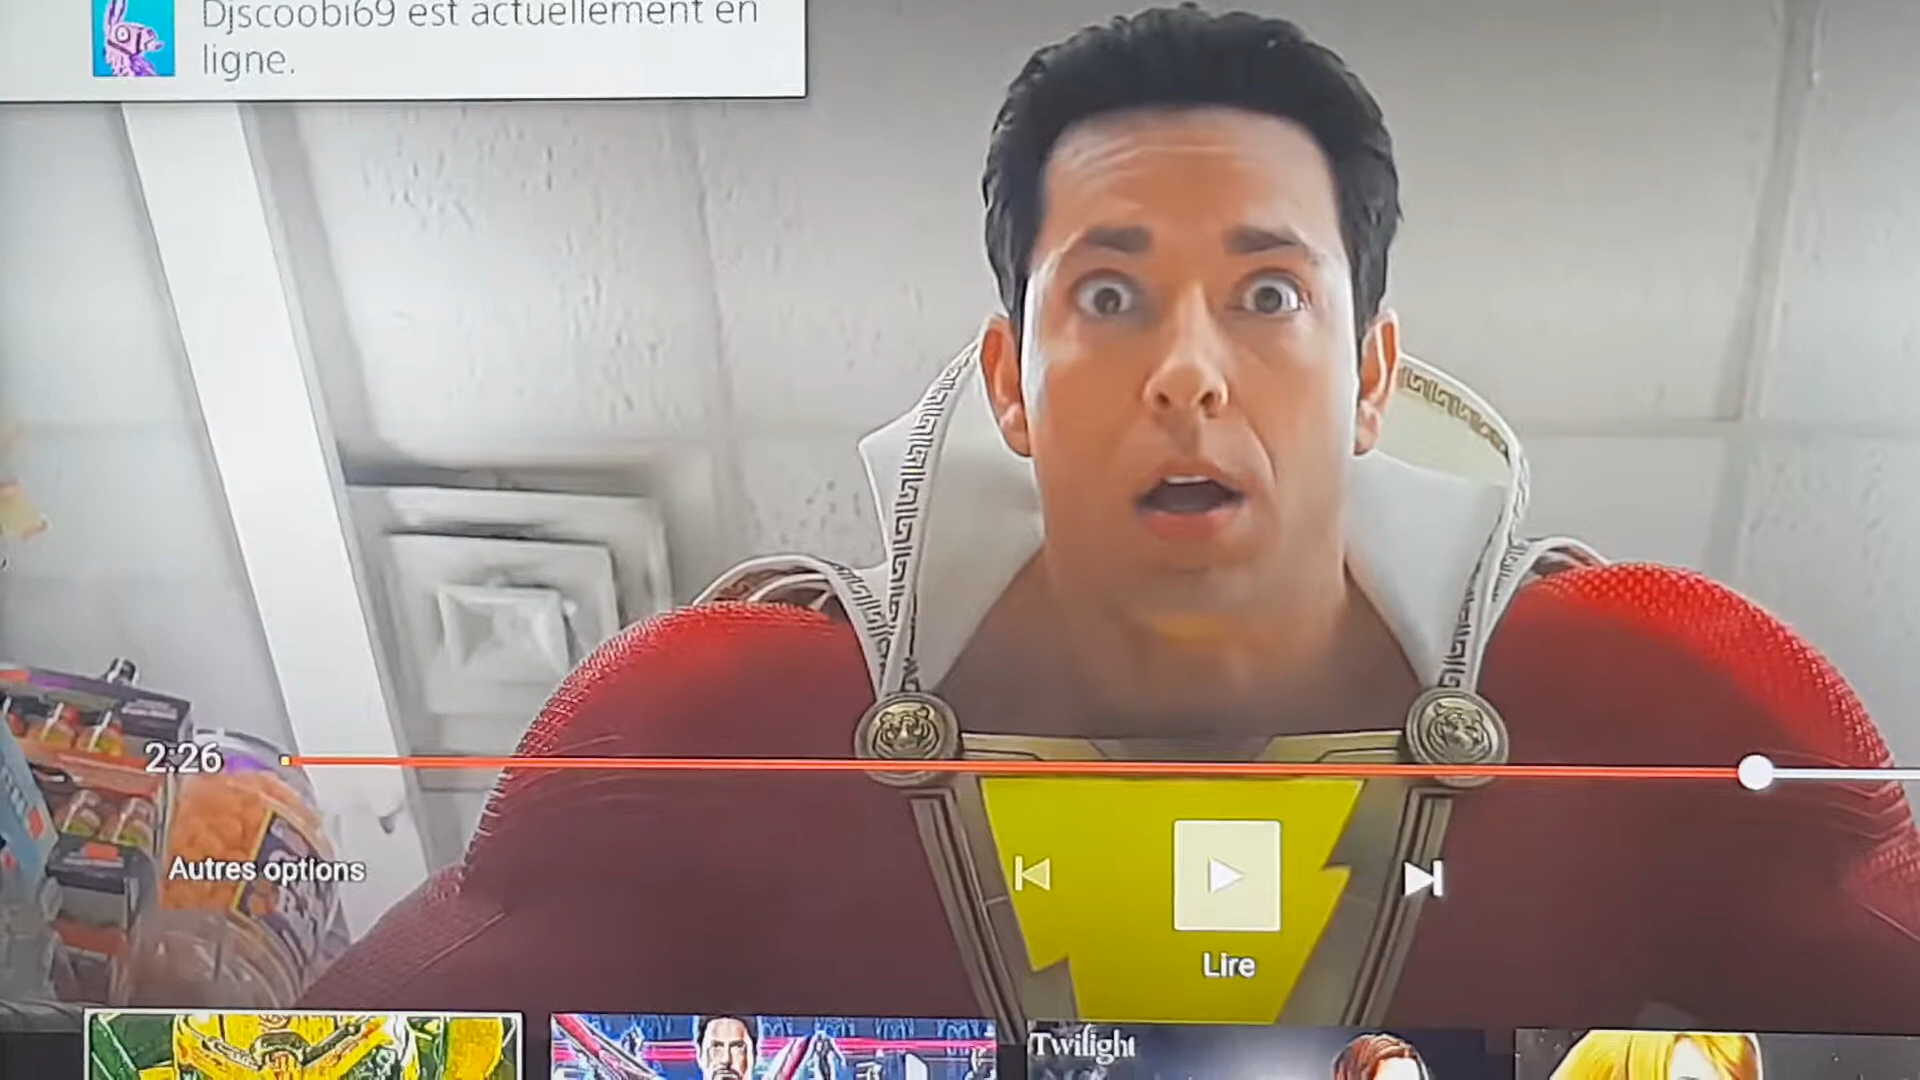 Djscoobi69 est actuellement en
ligne.
2:26
Autres options
Lire
Twilight